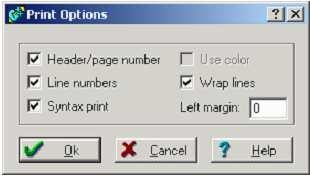 Print Options
Header/page number
Use color
Line numbers
Wrap lines
Syntax print
Left margin: 0
Ok
Cancel
Help